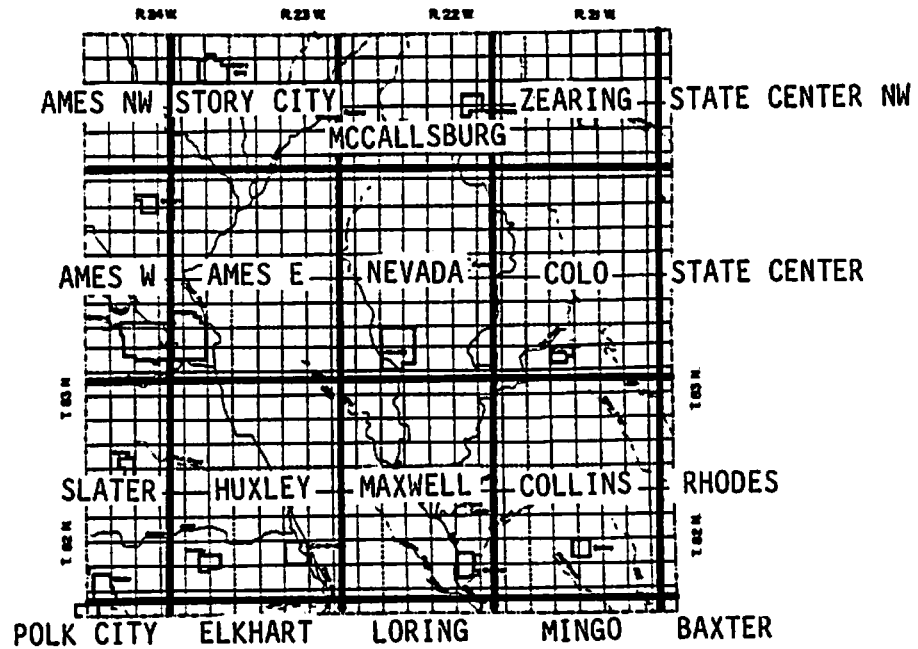 R.24 W. R.23 W. R.22 W. R.21 W.
AMES NW STORY CITY ZEARING STATE CENTER NW
MCCALLSBURG
AMES W AMES E NEVADA COLO STATE CENTER
T.83 N. T.83 N.
SLATER HUXLEY MAXWELL COLLINS RHODES
T.82 N. T.82 N.
POLK CITY ELKHART LORING MINGO BAXTER